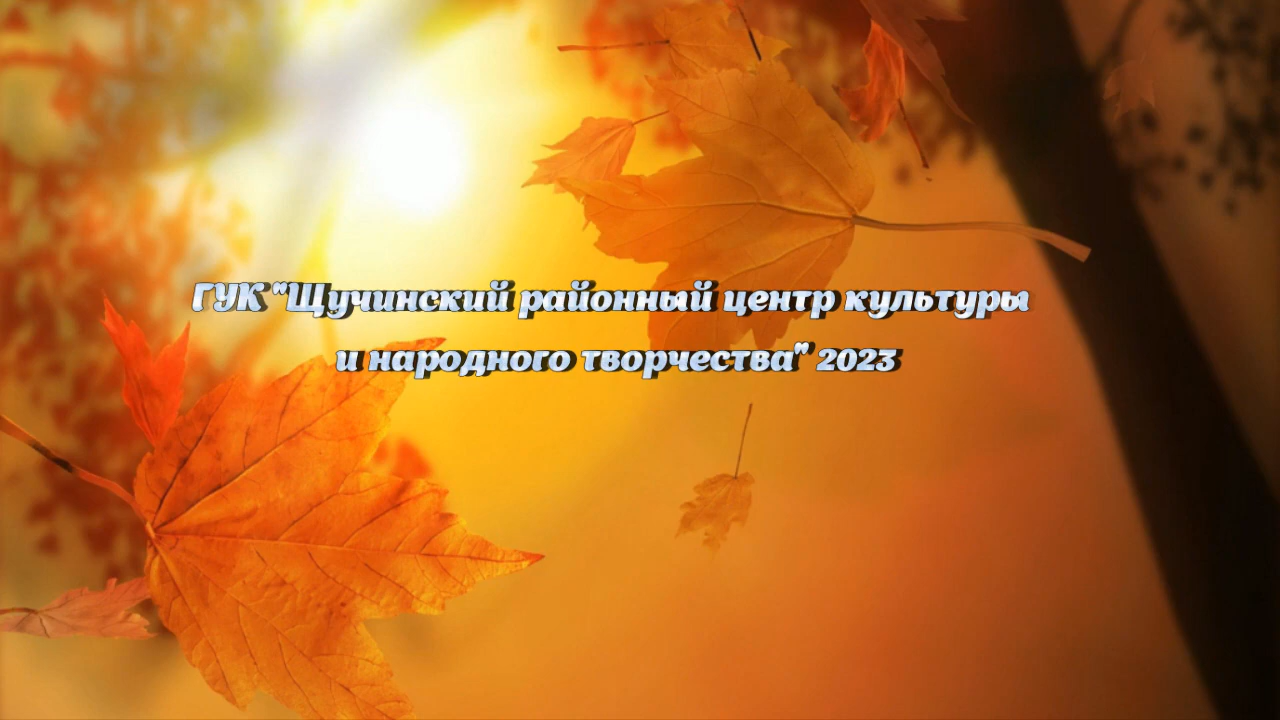 ГУК "Щучинский районный центр культуры
и народного творчества" 2023